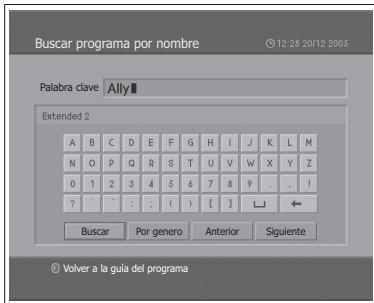 Buscar programa por nombre 12:28 20/12 2005
Palabra clave Ally
Extended 2
A B C D E F G H I J K L M
N O P Q R S T U V W X Y Z
0 1 2 3 4 5 6 7 8 9 . , !
? ' " : ; ( ) [ ]
Buscar Por genero Anterior Siguiente
Volver a la guía del programa